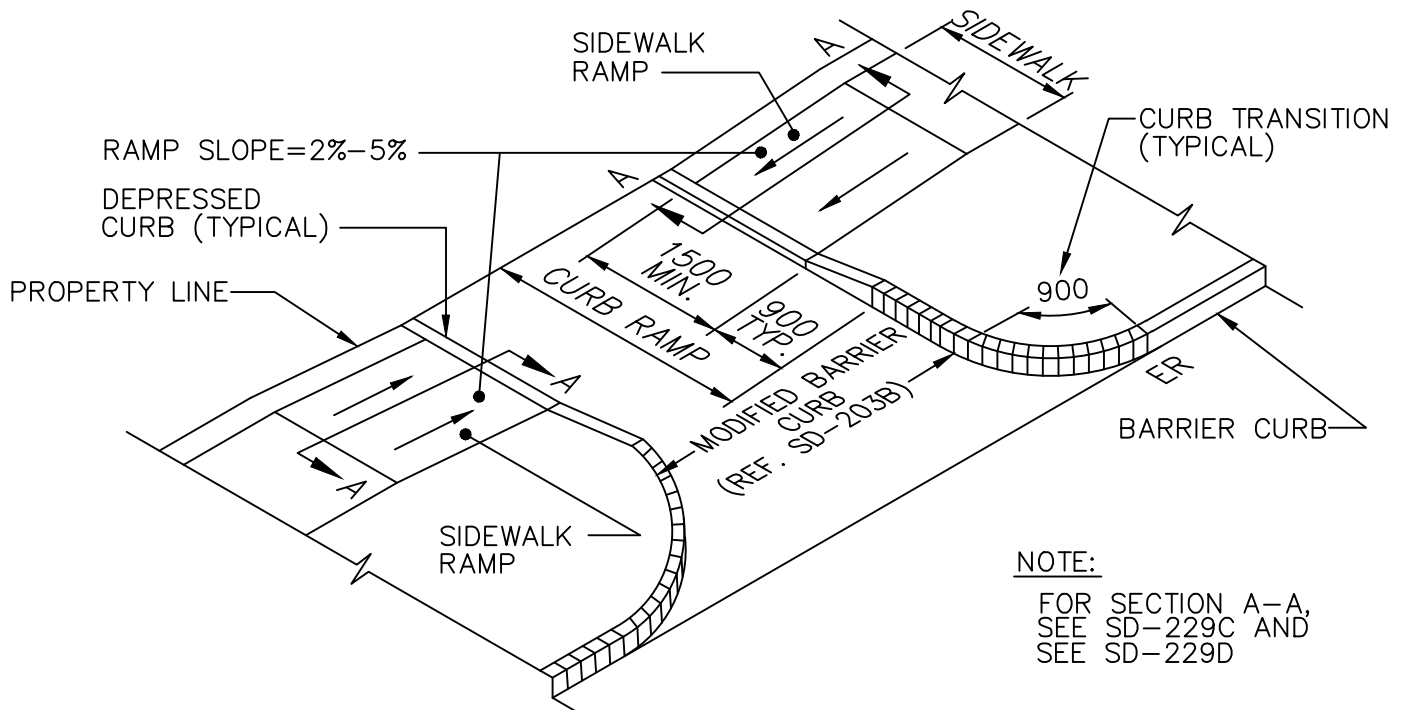 SIDEWALK
SIDEWALK
RAMP
A
RAMP SLOPE=2%-5%
CURB TRANSITION
(TYPICAL)
A
DEPRESSED
CURB (TYPICAL)
PROPERTY LINE
1500
MIN.
900
TYP.
CURB RAMP
900
MODIFIED BARRIER
CURB
(REF. SD-203B)
ER
BARRIER CURB
A
A
SIDEWALK
RAMP
NOTE:
FOR SECTION A-A,
SEE SD-229C AND
SEE SD-229D